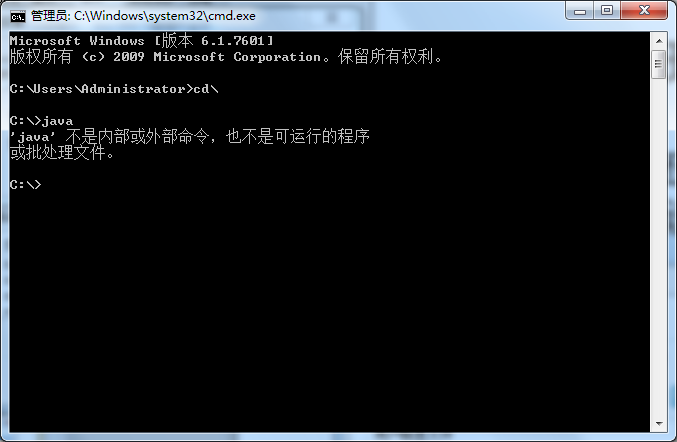 管理员: C:\Windows\system32\cmd.exe
Microsoft Windows [版本 6.1.7601]
版权所有 (c) 2009 Microsoft Corporation。保留所有权利。
C:\Users\Administrator>cd\
C:\>java
'java' 不是内部或外部命令，也不是可运行的程序
或批处理文件。
C:\>